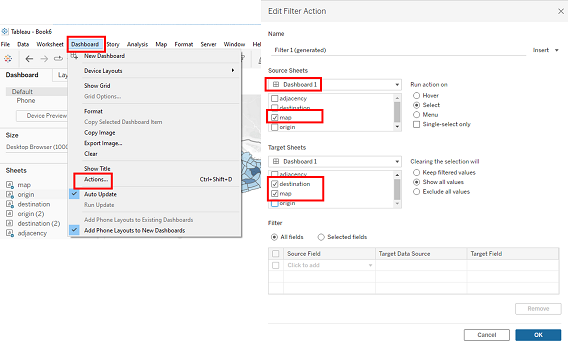 Tableau - Book6
File Data Worksheet Dashboard Story Analysis Map Format Server Window Help
Dashboard
Default
Phone
Device Preview
Size
Desktop Browser (1000
Sheets
map
origin
destination
origin (2)
destination (2)
adjacency
New Dashboard
Device Layouts
Show Grid
Grid Options...
Format
Copy Selected Dashboard Item
Copy Image
Export Image...
Clear
Show Title
Actions... Ctrl+Shift+D
Auto Update
Run Update
Add Phone Layouts to Existing Dashboards
Add Phone Layouts to New Dashboards
Edit Filter Action
Name
Filter 1 (generated) Insert
Source Sheets
Dashboard 1
adjacency
destination
map
origin
Run action on
Hover
Select
Menu
Single-select only
Target Sheets
Dashboard 1
adjacency
destination
map
origin
Clearing the selection will
Keep filtered values
Show all values
Exclude all values
Filter
All fields Selected fields
Source Field Target Data Source Target Field
Click to add
Remove
Cancel OK